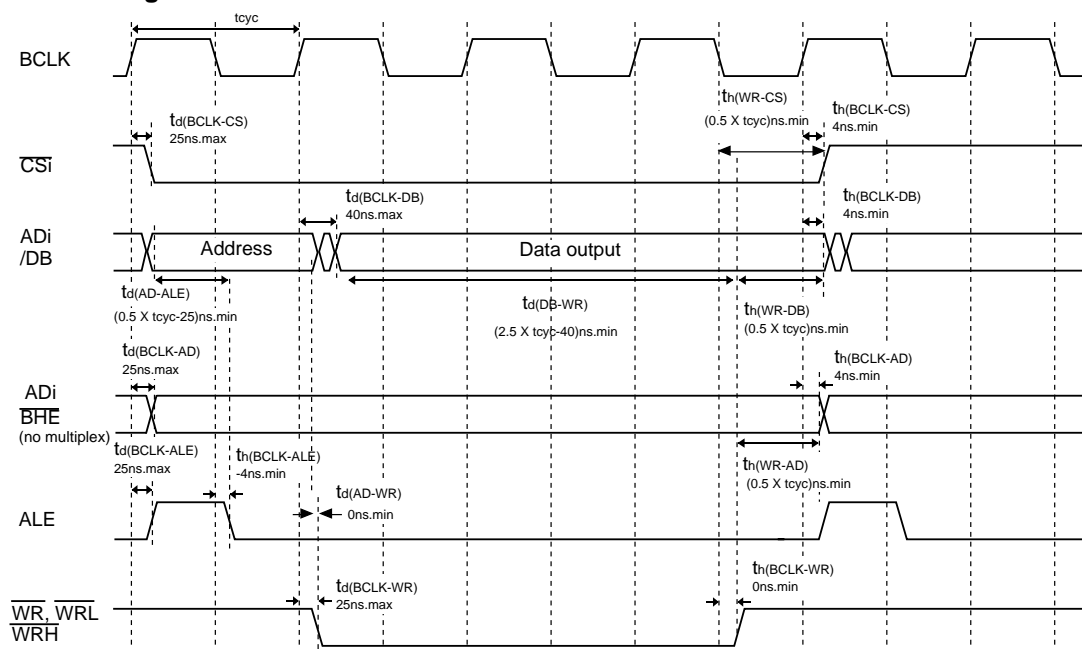 tcyc
BCLK
th(WR-CS)
(0.5 X tcyc)ns.min
th(BCLK-CS)
4ns.min
td(BCLK-CS)
25ns.max
CSi
td(BCLK-DB)
40ns.max
th(BCLK-DB)
4ns.min
ADi
/DB
Address
Data output
td(AD-ALE)
(0.5 X tcyc-25)ns.min
td(DB-WR)
(2.5 X tcyc-40)ns.min
th(WR-DB)
(0.5 X tcyc)ns.min
td(BCLK-AD)
25ns.max
th(BCLK-AD)
4ns.min
ADi
BHE
(no multiplex)
td(BCLK-ALE)
25ns.max
th(BCLK-ALE)
-4ns.min
th(WR-AD)
(0.5 X tcyc)ns.min
td(AD-WR)
0ns.min
ALE
th(BCLK-WR)
0ns.min
td(BCLK-WR)
25ns.max
WR, WRL
WRH